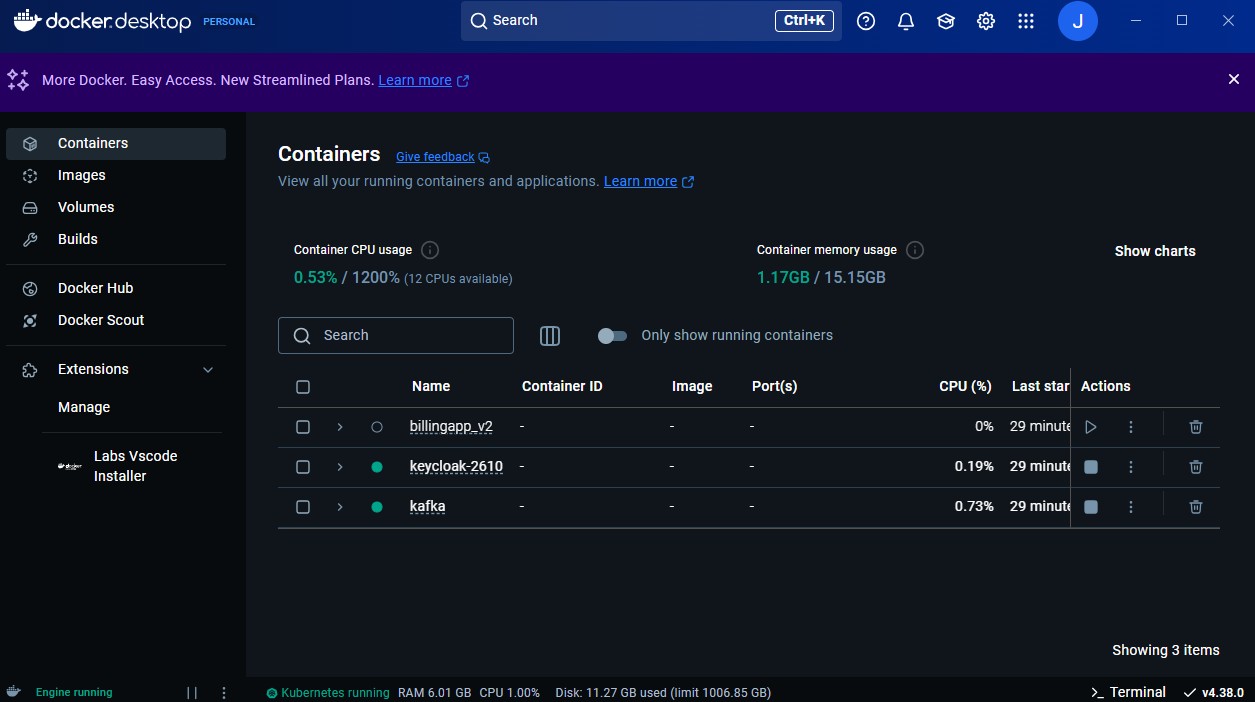 docker.desktop PERSONAL
Search Ctrl+K
J
More Docker. Easy Access. New Streamlined Plans. Learn more
Containers
Images
Volumes
Builds
Docker Hub
Docker Scout
Extensions
Manage
Labs Vscode
Installer
Containers Give feedback
View all your running containers and applications. Learn more
Container CPU usage
0.53% / 1200% (12 CPUs available)
Container memory usage
1.17GB / 15.15GB
Show charts
Search
Only show running containers
Name Container ID Image Port(s) CPU (%) Last star Actions
billingapp_v2 - - - 0% 29 minute
keycloak-2610 - - - 0.19% 29 minute
kafka - - - 0.73% 29 minute
Showing 3 items
Engine running
Kubernetes running RAM 6.01 GB CPU 1.00% Disk: 11.27 GB used (limit 1006.85 GB)
Terminal v4.38.0